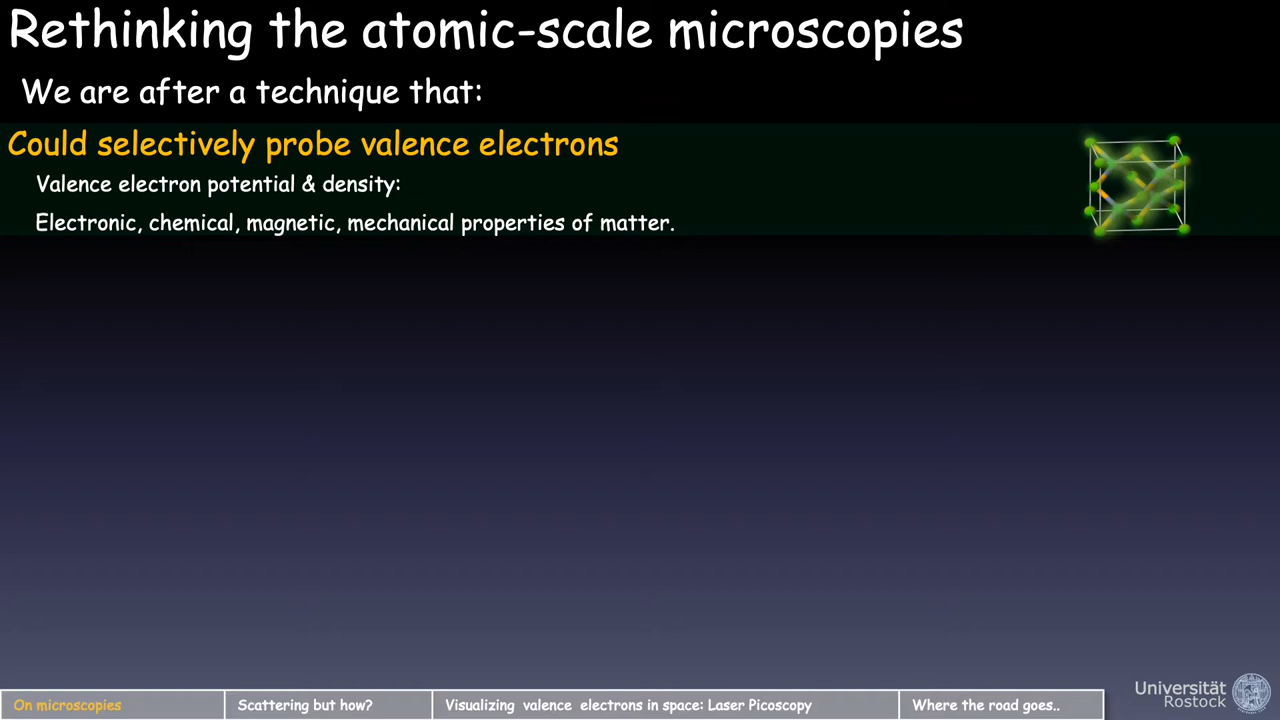 Rethinking the atomic-scale microscopies
We are after a technique that:
Could selectively probe valence electrons
Valence electron potential & density:
Electronic, chemical, magnetic, mechanical properties of matter.
On microscopies
Scattering but how?
Visualizing valence electrons in space: Laser Picoscopy
Where the road goes..
Universität
Rostock